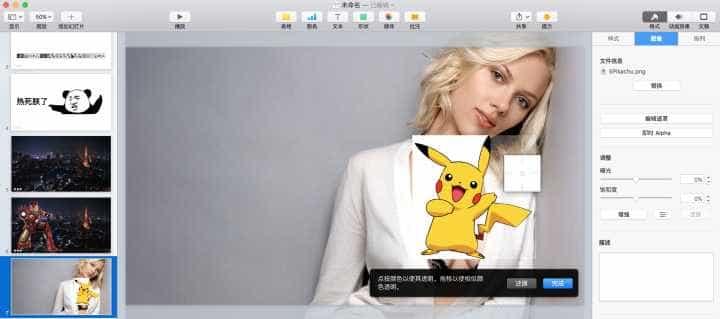 未命名 — 已编辑
显示
50%
缩放
添加幻灯片
播放
表格
图表
文本
形状
媒体
批注
共享
提示
格式
动画效果
文稿
热死朕了
4
5
6
7
点按颜色以使其透明。拖移以使相似颜
色透明。
还原
完成
样式
图像
排列
文件信息
6Pikachu.png
替换
编辑遮罩
即时 Alpha
调整
曝光
0%
饱和度
0%
增强
还原
描述